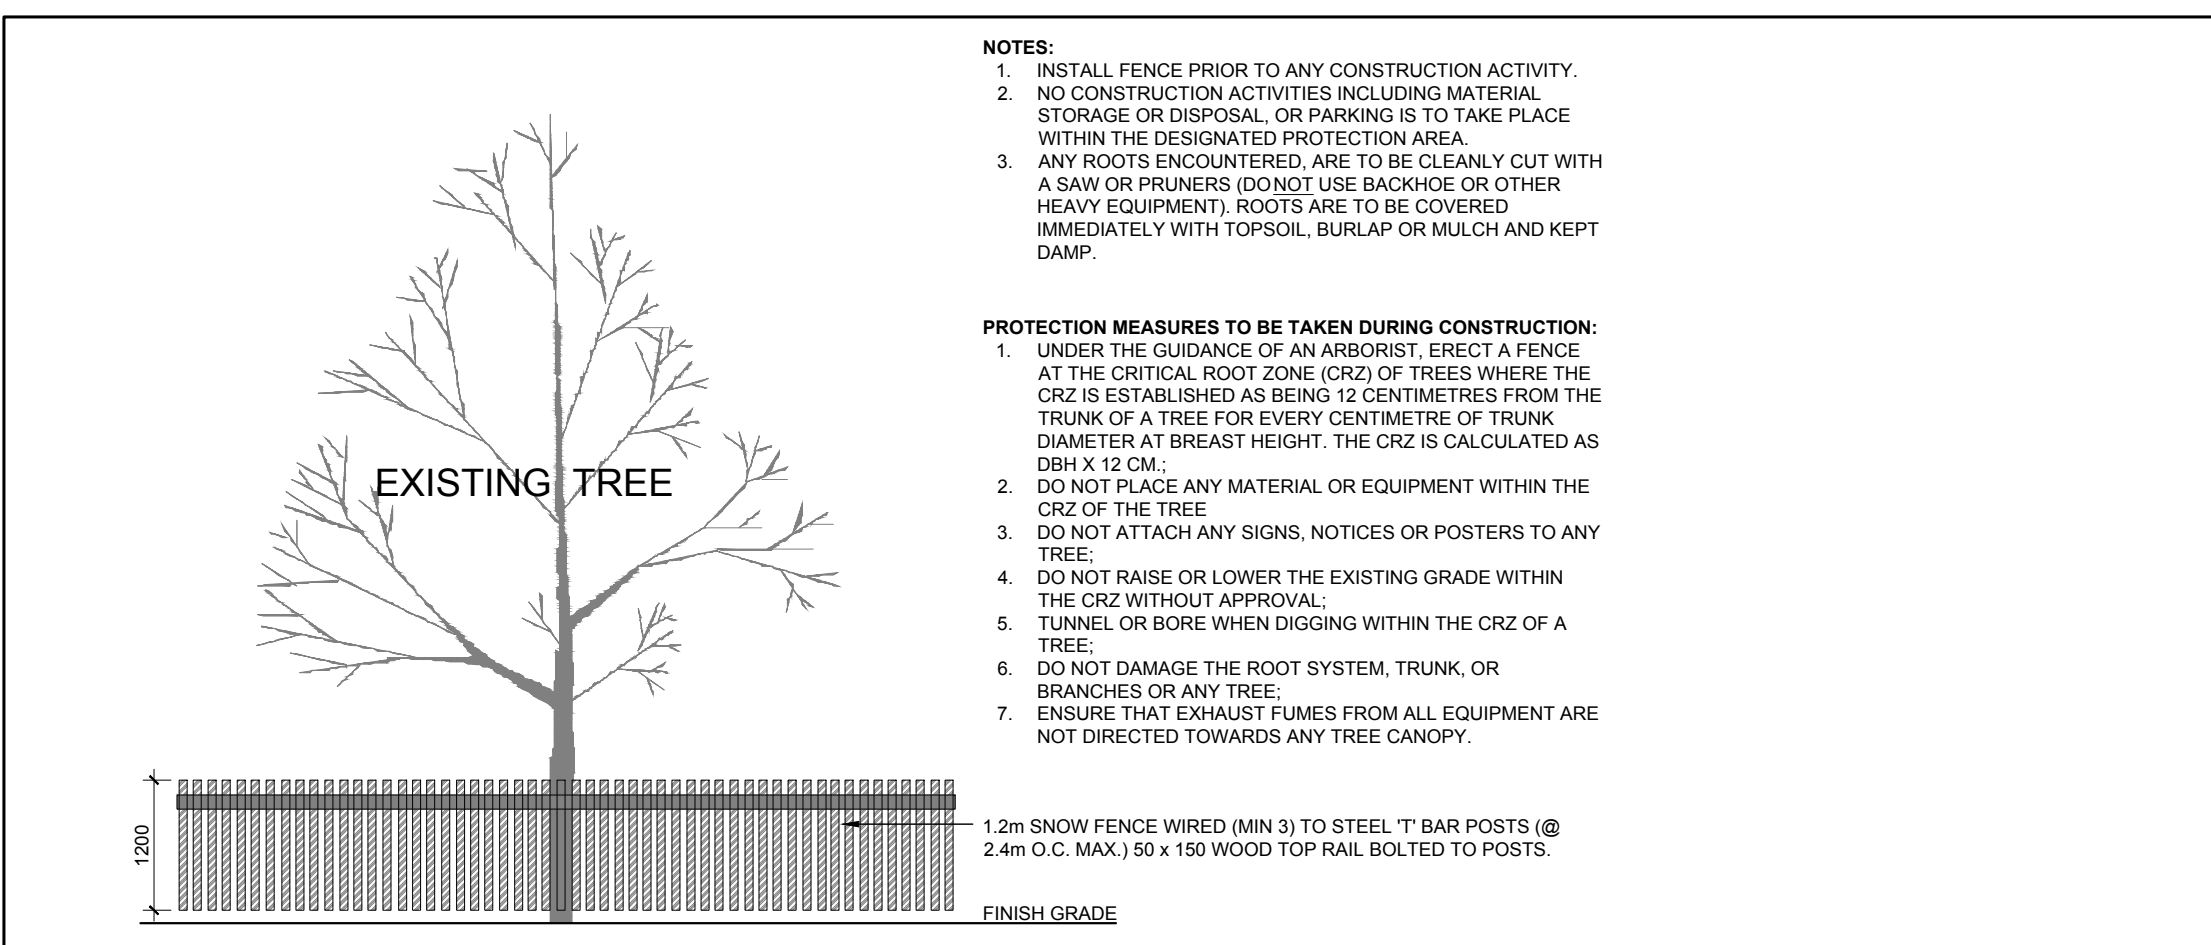 NOTES:
1. INSTALL FENCE PRIOR TO ANY CONSTRUCTION ACTIVITY.
2. NO CONSTRUCTION ACTIVITIES INCLUDING MATERIAL
STORAGE OR DISPOSAL, OR PARKING IS TO TAKE PLACE
WITHIN THE DESIGNATED PROTECTION AREA.
3. ANY ROOTS ENCOUNTERED, ARE TO BE CLEANLY CUT WITH
A SAW OR PRUNERS (DO NOT USE BACKHOE OR OTHER
HEAVY EQUIPMENT). ROOTS ARE TO BE COVERED
IMMEDIATELY WITH TOPSOIL, BURLAP OR MULCH AND KEPT
DAMP.
PROTECTION MEASURES TO BE TAKEN DURING CONSTRUCTION:
1. UNDER THE GUIDANCE OF AN ARBORIST, ERECT A FENCE
AT THE CRITICAL ROOT ZONE (CRZ) OF TREES WHERE THE
CRZ IS ESTABLISHED AS BEING 12 CENTIMETRES FROM THE
TRUNK OF A TREE FOR EVERY CENTIMETRE OF TRUNK
DIAMETER AT BREAST HEIGHT. THE CRZ IS CALCULATED AS
DBH X 12 CM.;
2. DO NOT PLACE ANY MATERIAL OR EQUIPMENT WITHIN THE
CRZ OF THE TREE
3. DO NOT ATTACH ANY SIGNS, NOTICES OR POSTERS TO ANY
TREE;
4. DO NOT RAISE OR LOWER THE EXISTING GRADE WITHIN
THE CRZ WITHOUT APPROVAL;
5. TUNNEL OR BORE WHEN DIGGING WITHIN THE CRZ OF A
TREE;
6. DO NOT DAMAGE THE ROOT SYSTEM, TRUNK, OR
BRANCHES OR ANY TREE;
7. ENSURE THAT EXHAUST FUMES FROM ALL EQUIPMENT ARE
NOT DIRECTED TOWARDS ANY TREE CANOPY.
EXISTING TREE
1200
1.2m SNOW FENCE WIRED (MIN 3) TO STEEL 'T' BAR POSTS (@
2.4m O.C. MAX.) 50 x 150 WOOD TOP RAIL BOLTED TO POSTS.
FINISH GRADE